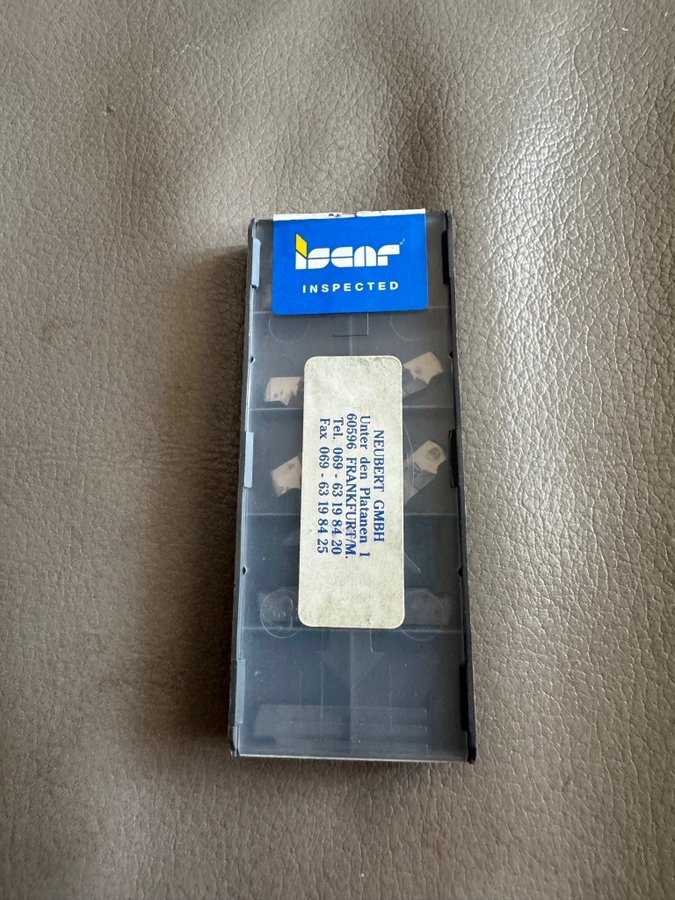 iscar
INSPECTED
NEUBERT GMBH
Unter den Platanen 1
60596 FRANKFURT/M.
Tel. 069 - 63 19 84 20
Fax 069 - 63 19 84 25